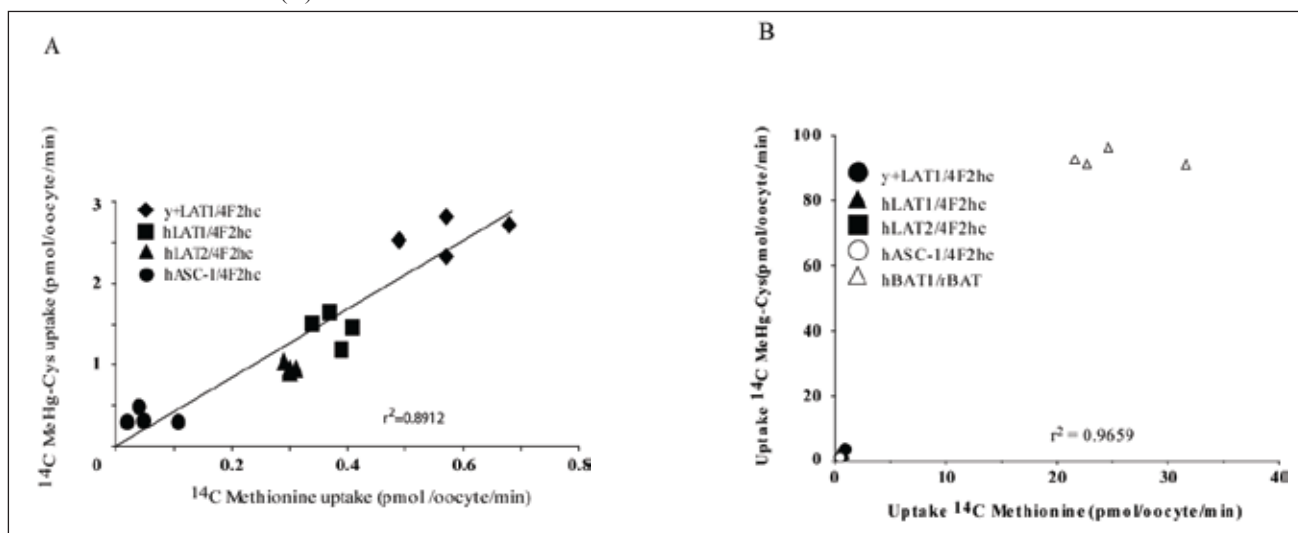 A
y+LAT1/4F2hc
hLAT1/4F2hc
hLAT2/4F2hc
hASC-1/4F2hc
3
2
1
0
0.2
0.4
0.6
0.8
r²=0.8912
¹⁴C MeHg-Cys uptake (pmol/oocyte/min)
¹⁴C Methionine uptake (pmol /oocyte/min)
B
y+LAT1/4F2hc
hLAT1/4F2hc
hLAT2/4F2hc
hASC-1/4F2hc
hBAT1/rBAT
100
80
60
40
20
0
0
10
20
30
40
r² = 0.9659
Uptake ¹⁴C MeHg-Cys(pmol/oocyte/min)
Uptake ¹⁴C Methionine (pmol/oocyte/min)